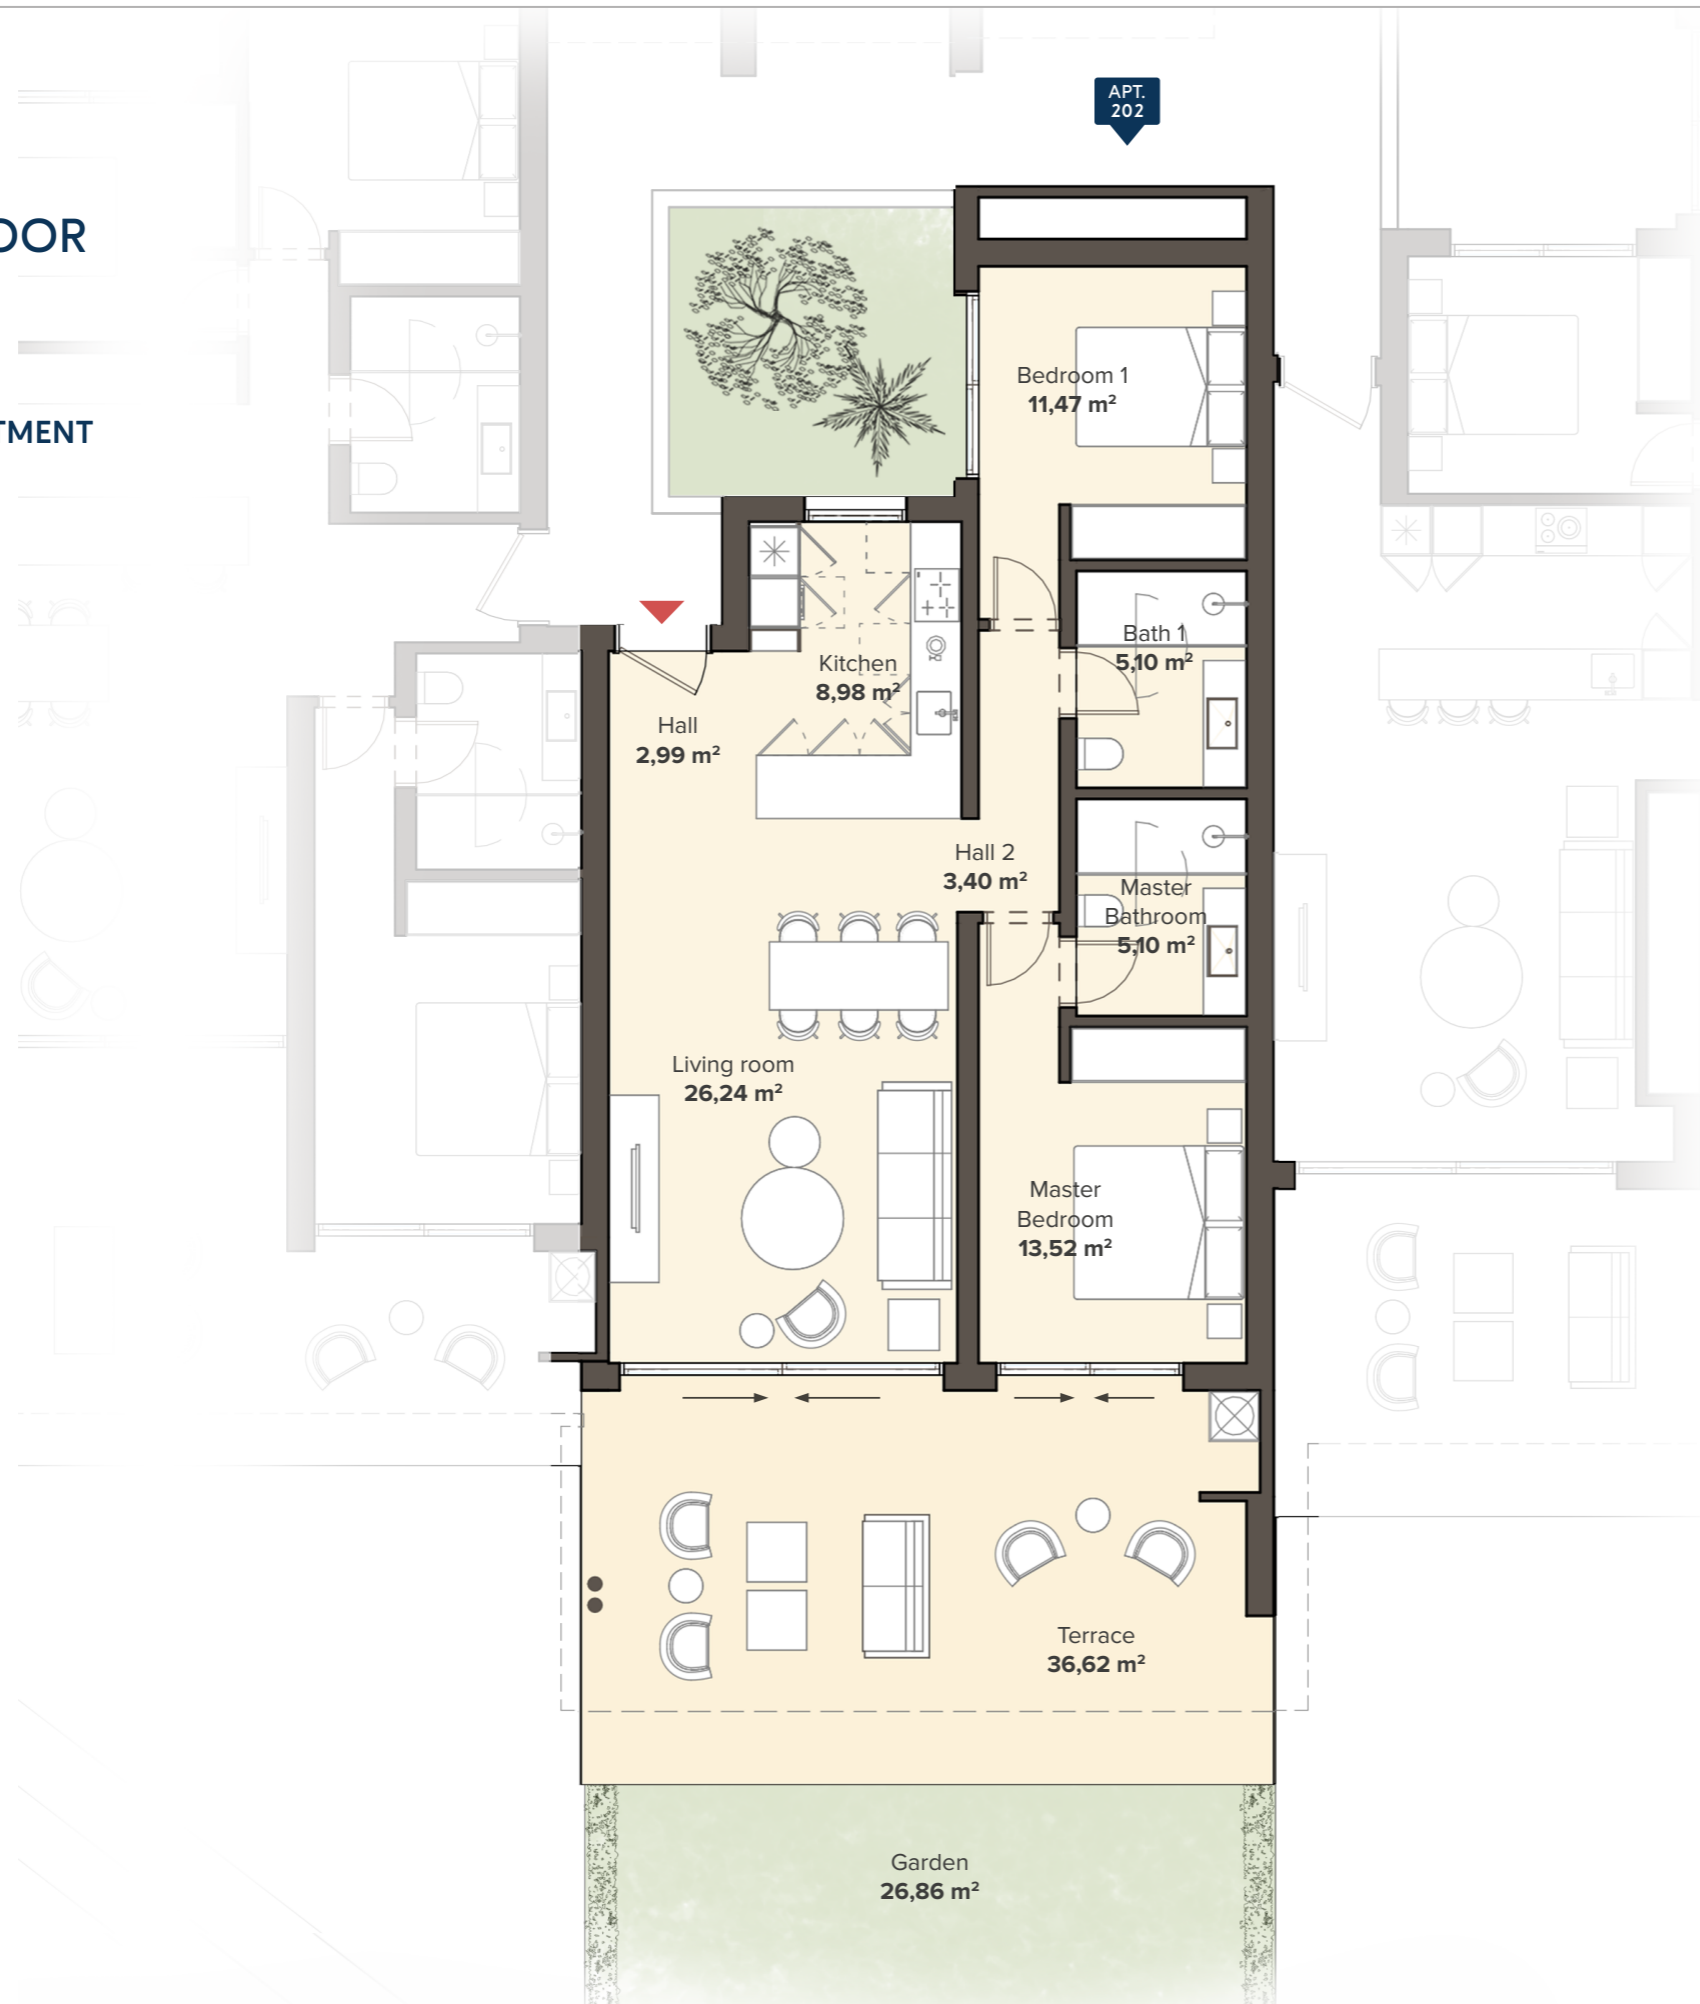 APT.
202
OOR
TMENT
Bedroom 1
11,47 m²
Bath 1
5,10 m²
Kitchen
8,98 m²
Hall
2,99 m²
Hall 2
3,40 m²
Master
Bathroom
5,10 m²
Living room
26,24 m²
Master
Bedroom
13,52 m²
Terrace
36,62 m²
Garden
26,86 m²